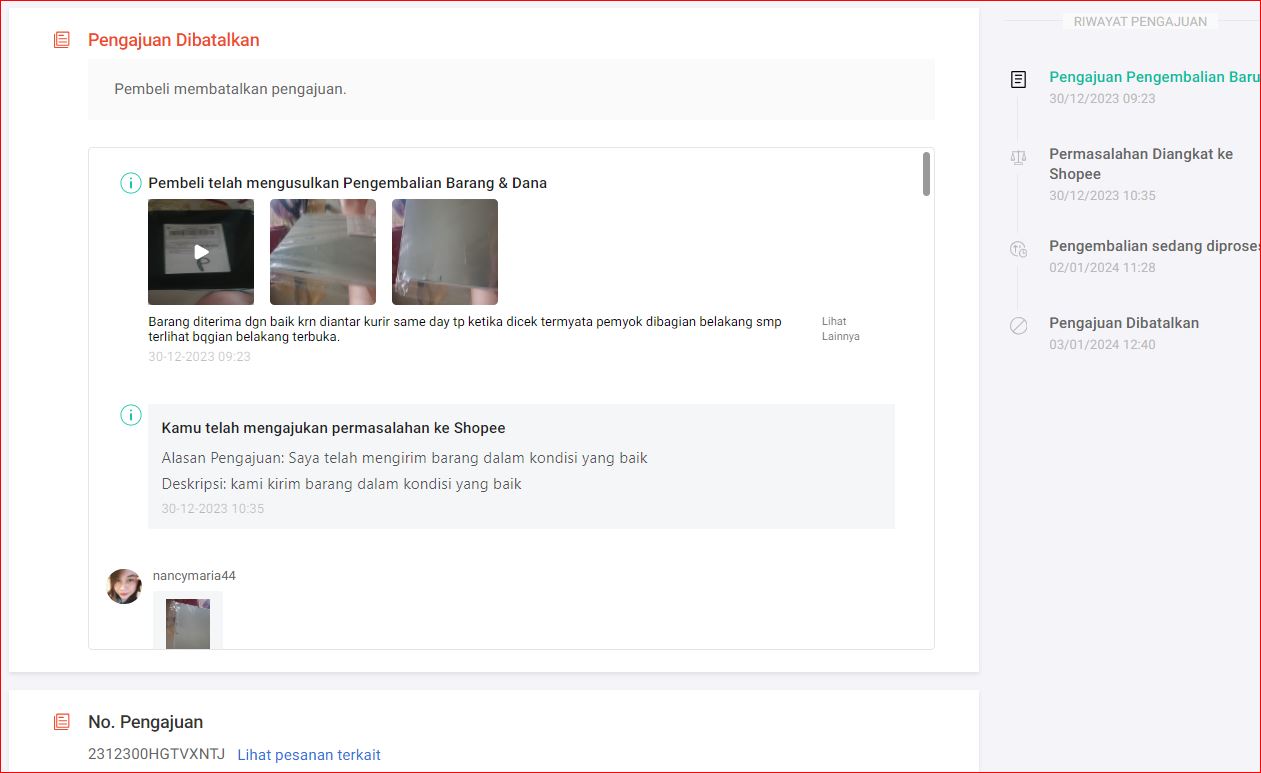 Pengajuan Dibatalkan
Pembeli membatalkan pengajuan.
Pembeli telah mengusulkan Pengembalian Barang & Dana
Barang diterima dgn baik krn diantar kurir same day tp ketika dicek termyata pemyok dibagian belakang smp
terlihat bqgian belakang terbuka.
Lihat
Lainnya
30-12-2023 09:23
Kamu telah mengajukan permasalahan ke Shopee
Alasan Pengajuan: Saya telah mengirim barang dalam kondisi yang baik
Deskripsi: kami kirim barang dalam kondisi yang baik
30-12-2023 10:35
nancymaria44
No. Pengajuan
2312300HGTVXNTJ Lihat pesanan terkait
RIWAYAT PENGAJUAN
Pengajuan Pengembalian Baru
30/12/2023 09:23
Permasalahan Diangkat ke
Shopee
30/12/2023 10:35
Pengembalian sedang diproses
02/01/2024 11:28
Pengajuan Dibatalkan
03/01/2024 12:40